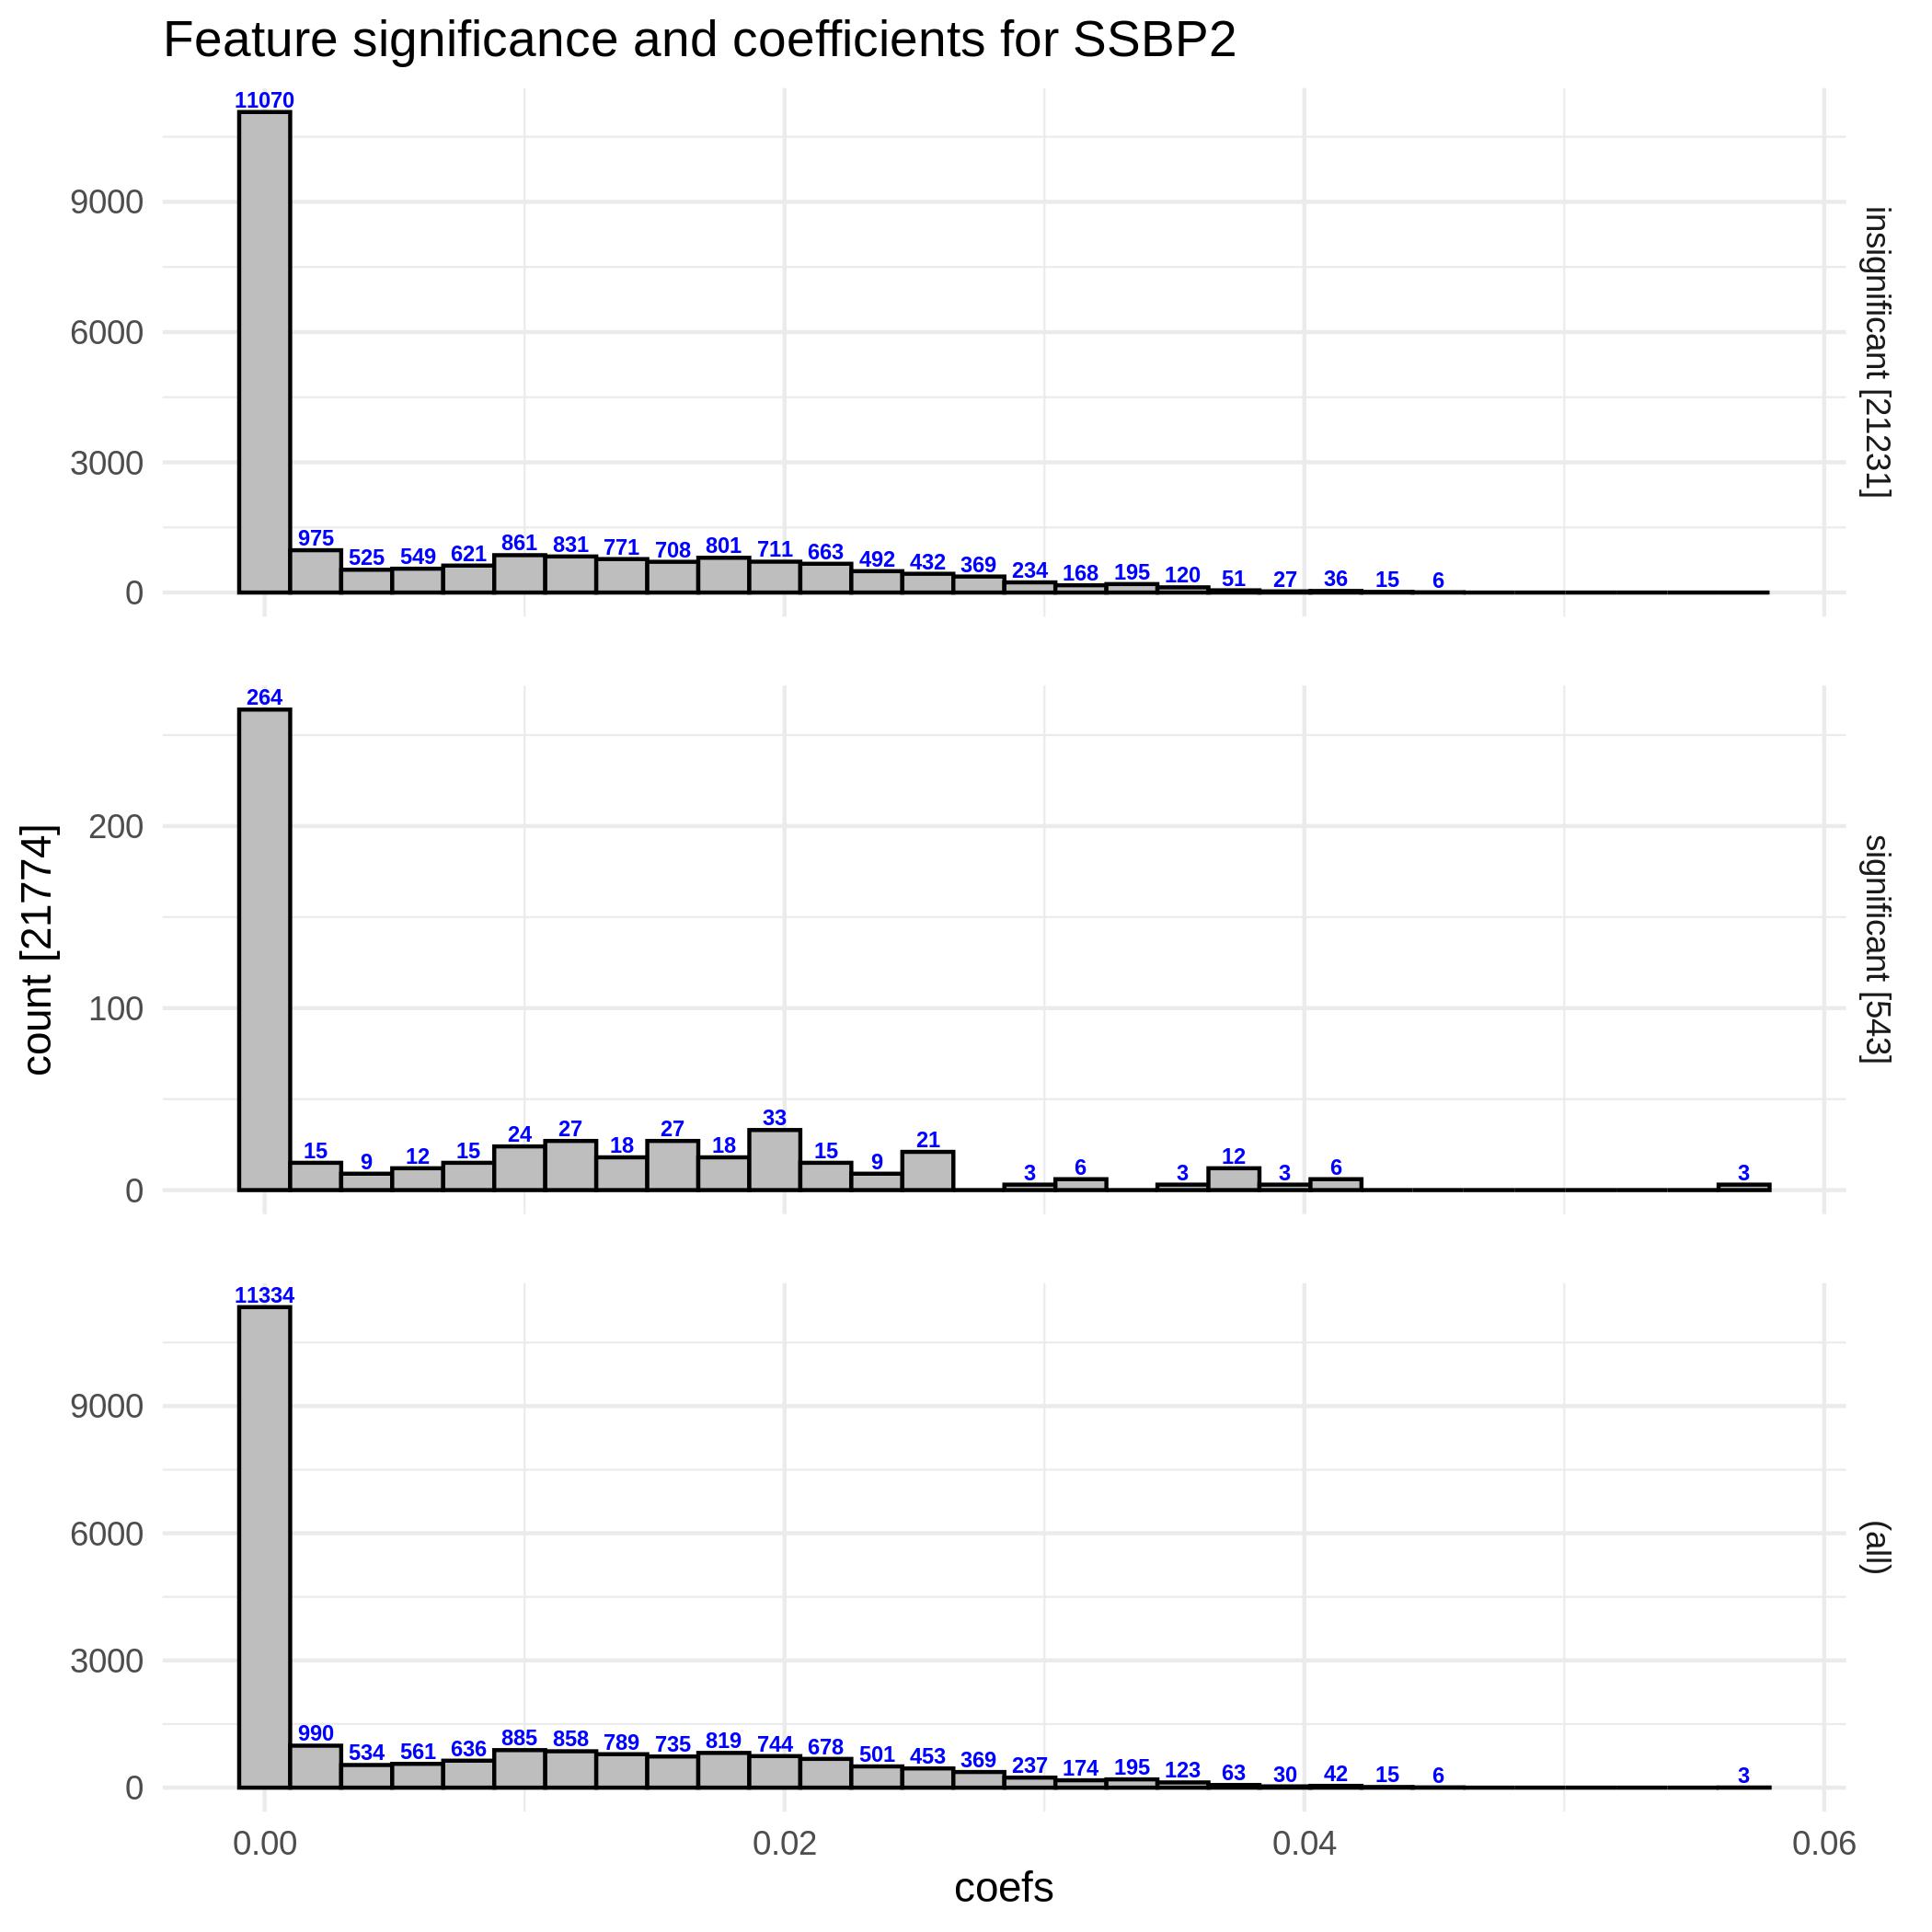 Feature significance and coefficients for SSBP2
count [21774]
11070
975 525 549 621 861 831 771 708 801 711 663 492 432 369 234 168 195 120 51 27 36 15 6
9000
6000
3000
0
insignificant [21231]
264
15 9 12 15 24 27 18 27 18 33 15 9 21 3 6 3 12 3 6 3
200
100
0
significant [543]
11334
990 534 561 636 885 858 789 735 819 744 678 501 453 369 237 174 195 123 63 30 42 15 6 3
9000
6000
3000
0
(all)
0.00 0.02 0.04 0.06
coefs